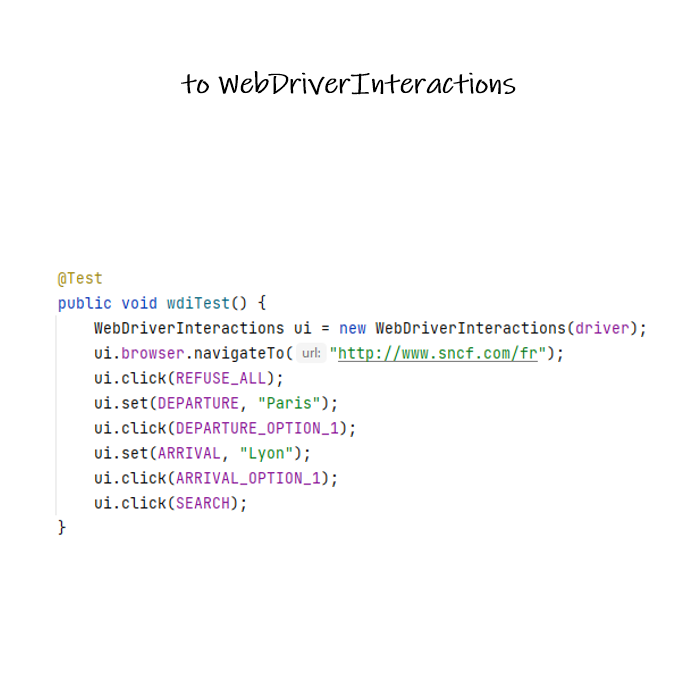 to WebDriverInteractions
@Test
public void wdiTest() {
WebDriverInteractions ui = new WebDriverInteractions(driver);
ui.browser.navigateTo( url: "http://www.sncf.com/fr");
ui.click(REFUSE_ALL);
ui.set(DEPARTURE, "Paris");
ui.click(DEPARTURE_OPTION_1);
ui.set(ARRIVAL, "Lyon");
ui.click(ARRIVAL_OPTION_1);
ui.click(SEARCH);
}